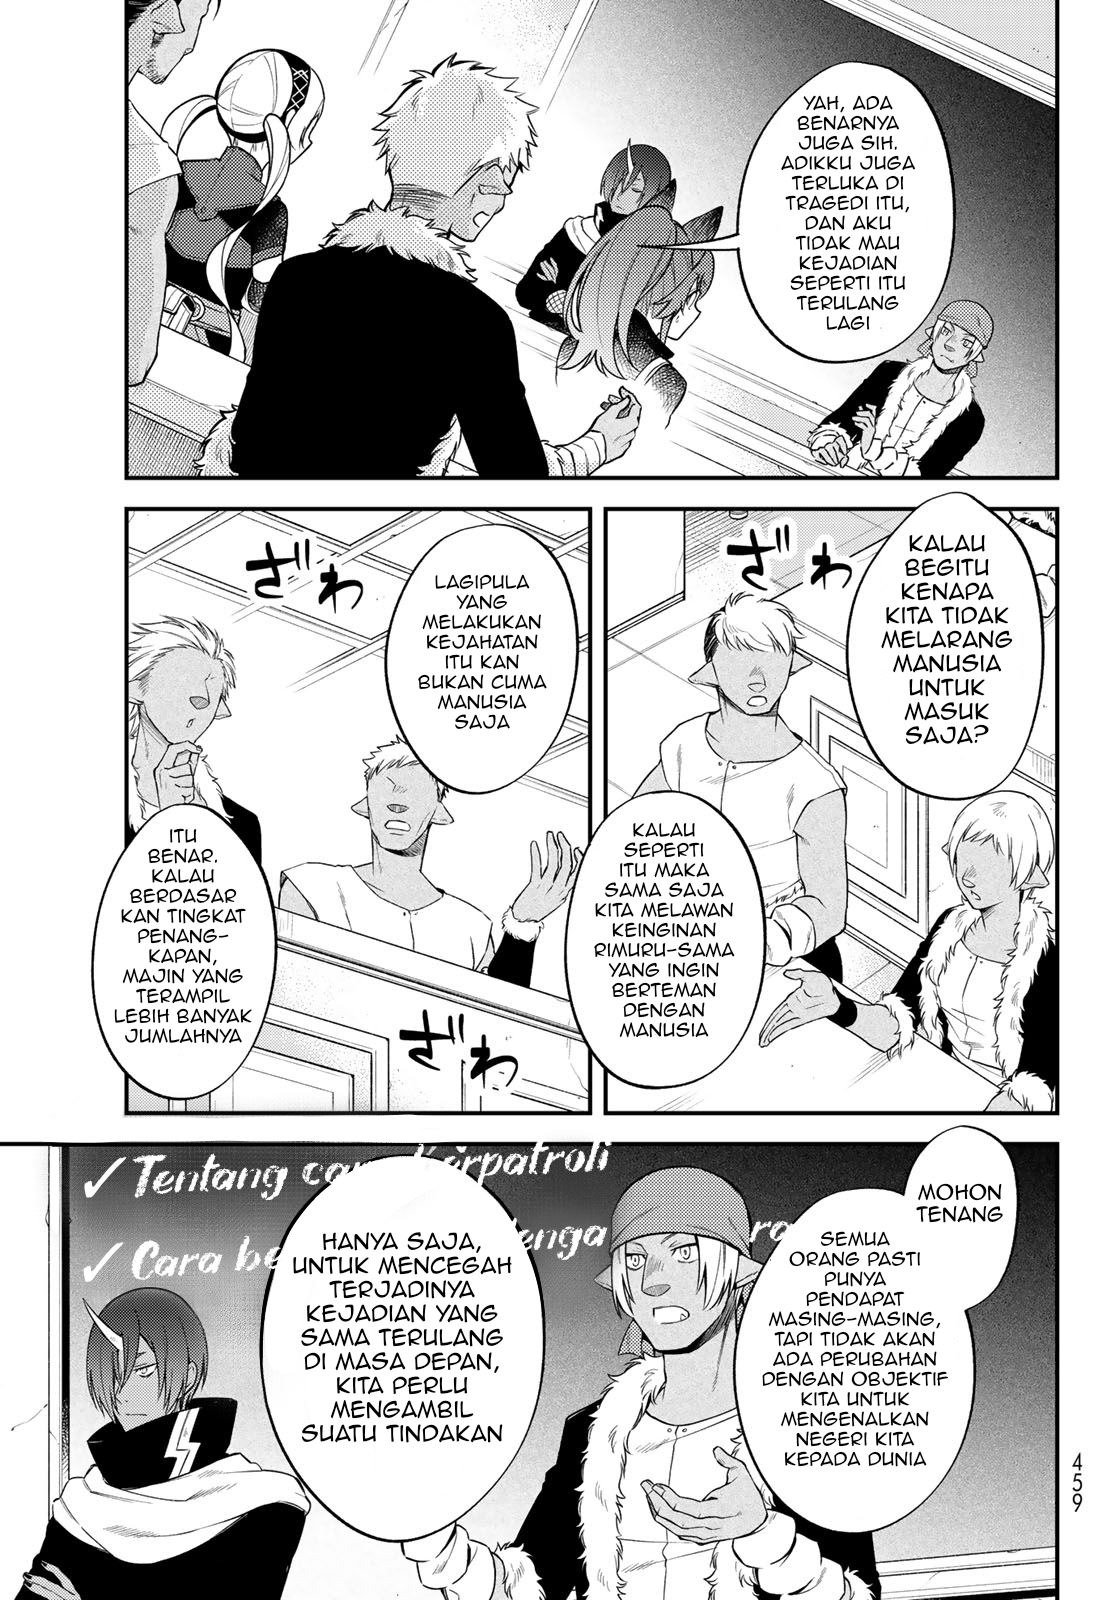 YAH, ADA
BENARNYA
JUGA SIH.
ADIKKU JUGA
TERLUKA DI
TRAGEDI ITU,
DAN AKU
TIDAK MAU
KEJADIAN
SEPERTI ITU
TERULANG
LAGI
KALAU
BEGITU
KENAPA
KITA TIDAK
MELARANG
MANUSIA
UNTUK
MASUK
SAJA?
ざわ
KALAU
SEPERTI
ITU MAKA
SAMA SAJA
KITA MELAWAN
KEINGINAN
RIMURU-SAMA
YANG INGIN
BERTEMAN
DENGAN
MANUSIA
LAGIPULA
YANG
MELAKUKAN
KEJAHATAN
ITU KAN
BUKAN CUMA
MANUSIA
SAJA
ざわ
ITU
BENAR.
KALAU
BERDASAR
KAN TINGKAT
PENANG-
KAPAN,
MAJIN YANG
TERAMPIL
LEBIH BANYAK
JUMLAHNYA
ざわ
MOHON
TENANG
SEMUA
ORANG PASTI
PUNYA
PENDAPAT
MASING-MASING,
TAPI TIDAK AKAN
ADA PERUBAHAN
DENGAN OBJEKTIF
KITA UNTUK
MENGENALKAN
NEGERI KITA
KEPADA DUNIA
✓ Tentang berpatroli
✓ Cara
HANYA SAJA,
UNTUK MENCEGAH
TERJADINYA
KEJADIAN YANG
SAMA TERULANG
DI MASA DEPAN,
KITA PERLU
MENGAMBIL
SUATU TINDAKAN
459